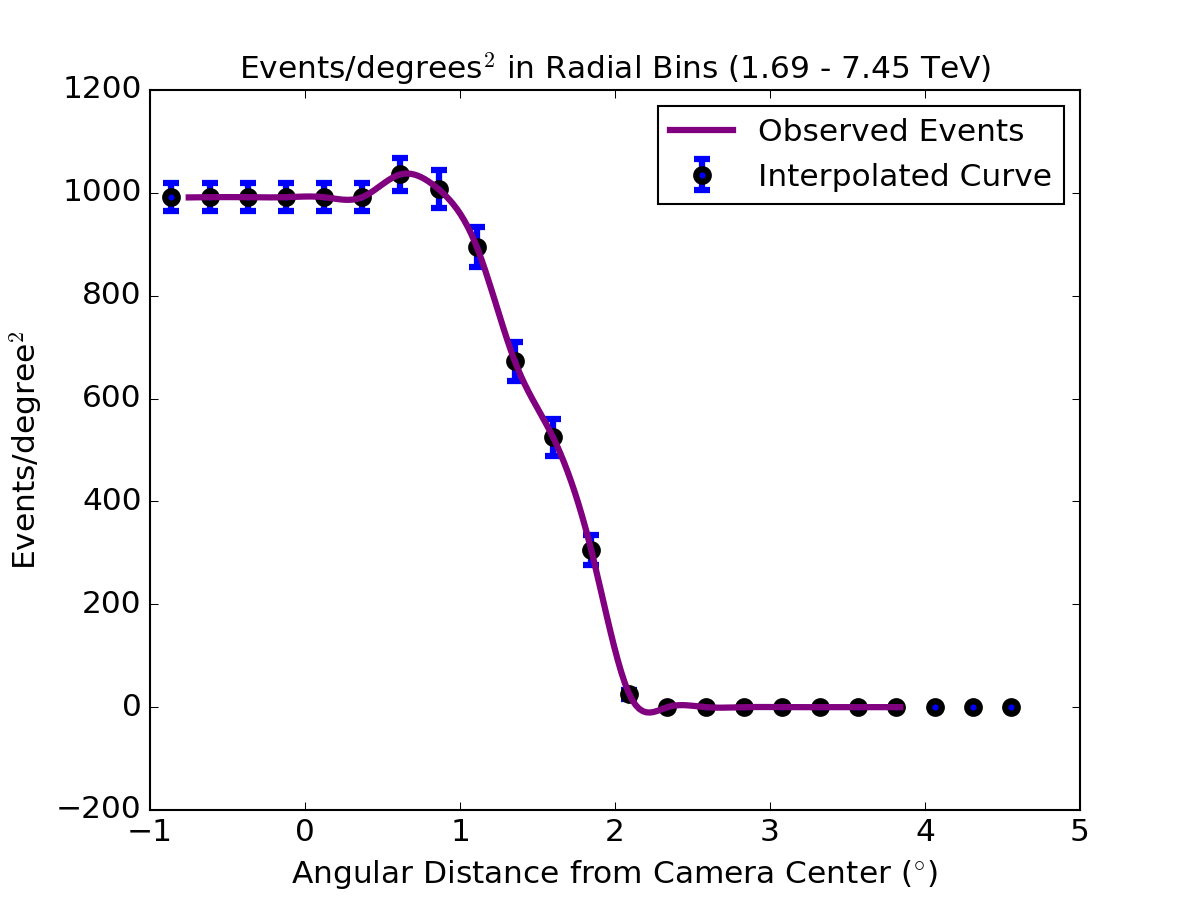 Events/degrees² in Radial Bins (1.69 - 7.45 TeV)
Observed Events
Interpolated Curve
1200
1000
800
600
400
200
0
−200
Events/degree²
−1 0 1 2 3 4 5
Angular Distance from Camera Center (°)